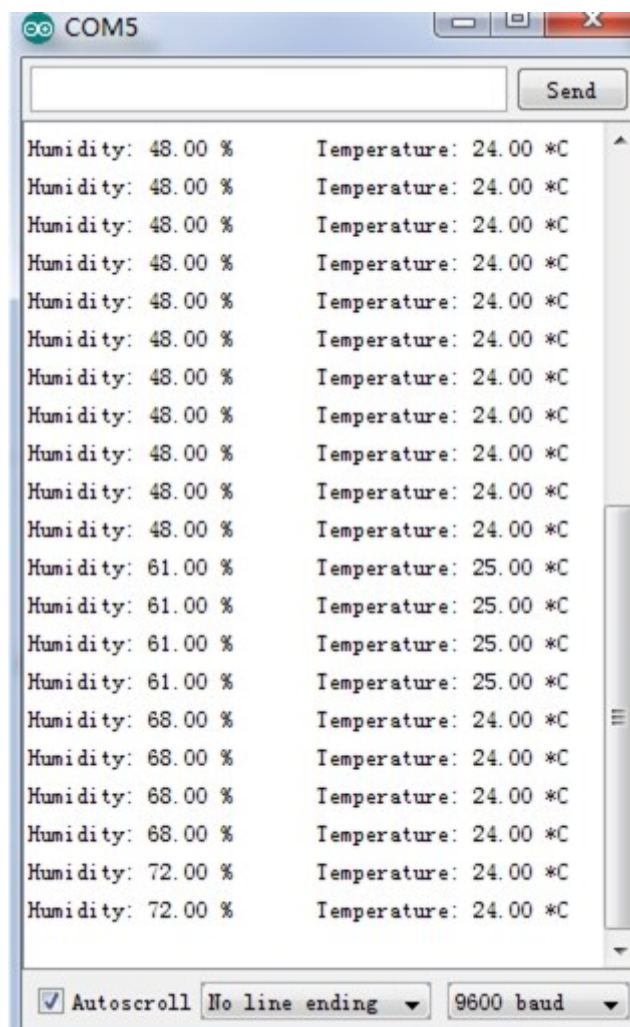 COM5
Send
Humidity: 48.00 % Temperature: 24.00 *C
Humidity: 48.00 % Temperature: 24.00 *C
Humidity: 48.00 % Temperature: 24.00 *C
Humidity: 48.00 % Temperature: 24.00 *C
Humidity: 48.00 % Temperature: 24.00 *C
Humidity: 48.00 % Temperature: 24.00 *C
Humidity: 48.00 % Temperature: 24.00 *C
Humidity: 48.00 % Temperature: 24.00 *C
Humidity: 48.00 % Temperature: 24.00 *C
Humidity: 48.00 % Temperature: 24.00 *C
Humidity: 48.00 % Temperature: 24.00 *C
Humidity: 61.00 % Temperature: 25.00 *C
Humidity: 61.00 % Temperature: 25.00 *C
Humidity: 61.00 % Temperature: 25.00 *C
Humidity: 61.00 % Temperature: 25.00 *C
Humidity: 68.00 % Temperature: 24.00 *C
Humidity: 68.00 % Temperature: 24.00 *C
Humidity: 68.00 % Temperature: 24.00 *C
Humidity: 68.00 % Temperature: 24.00 *C
Humidity: 72.00 % Temperature: 24.00 *C
Humidity: 72.00 % Temperature: 24.00 *C
Autoscroll No line ending 9600 baud